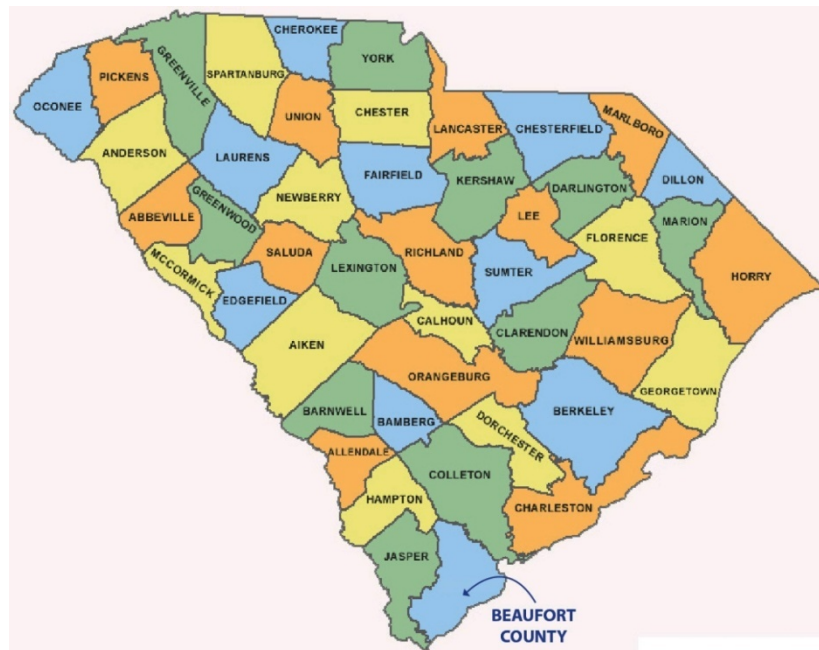 CHEROKEE
YORK
GREENVILLE
PICKENS
SPARTANBURG
OCONEE
UNION
CHESTER
LANCASTER
CHESTERFIELD
MARLBORO
ANDERSON
LAURENS
FAIRFIELD
KERSHAW
DARLINGTON
DILLON
NEWBERRY
ABBEVILLE
GREENWOOD
LEE
MARION
SALUDA
RICHLAND
FLORENCE
MCCORMICK
LEXINGTON
SUMTER
HORRY
EDGEFIELD
CALHOUN
CLARENDON
WILLIAMSBURG
AIKEN
ORANGEBURG
GEORGETOWN
BARNWELL
BAMBERG
DORCHESTER
BERKELEY
ALLENDALE
COLLETON
HAMPTON
CHARLESTON
JASPER
BEAUFORT
COUNTY